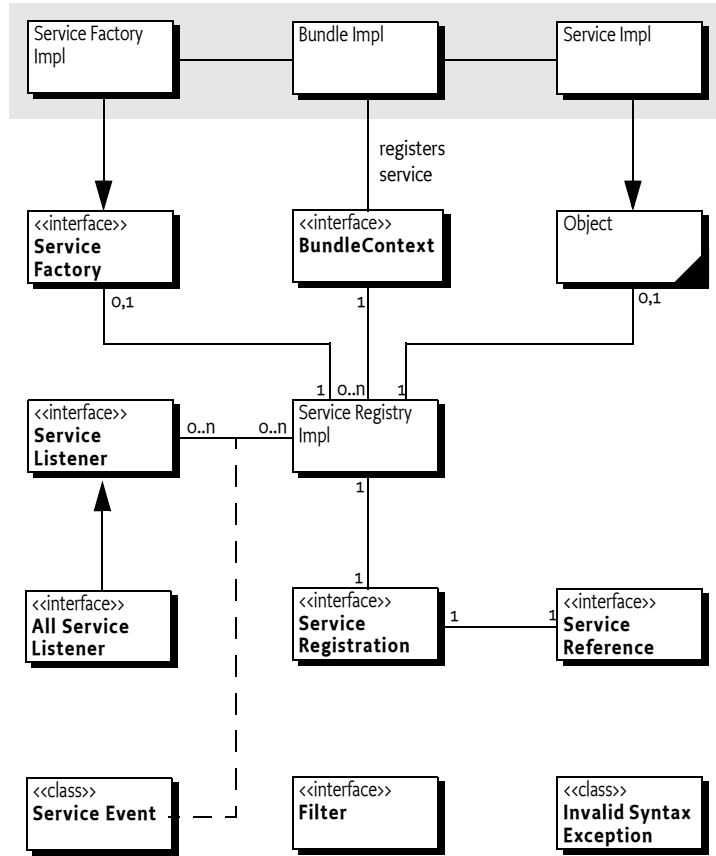 Service Factory
Impl
Bundle Impl
Service Impl
registers
service
<<interface>>
Service
Factory
<<interface>>
BundleContext
Object
0,1
1
0,1
1
0..n
1
<<interface>>
Service
Listener
0..n
0..n
Service Registry
Impl
1
1
<<interface>>
All Service
Listener
<<interface>>
Service
Registration
1
1
<<interface>>
Service
Reference
<<class>>
Service Event
<<interface>>
Filter
<<class>>
Invalid Syntax
Exception